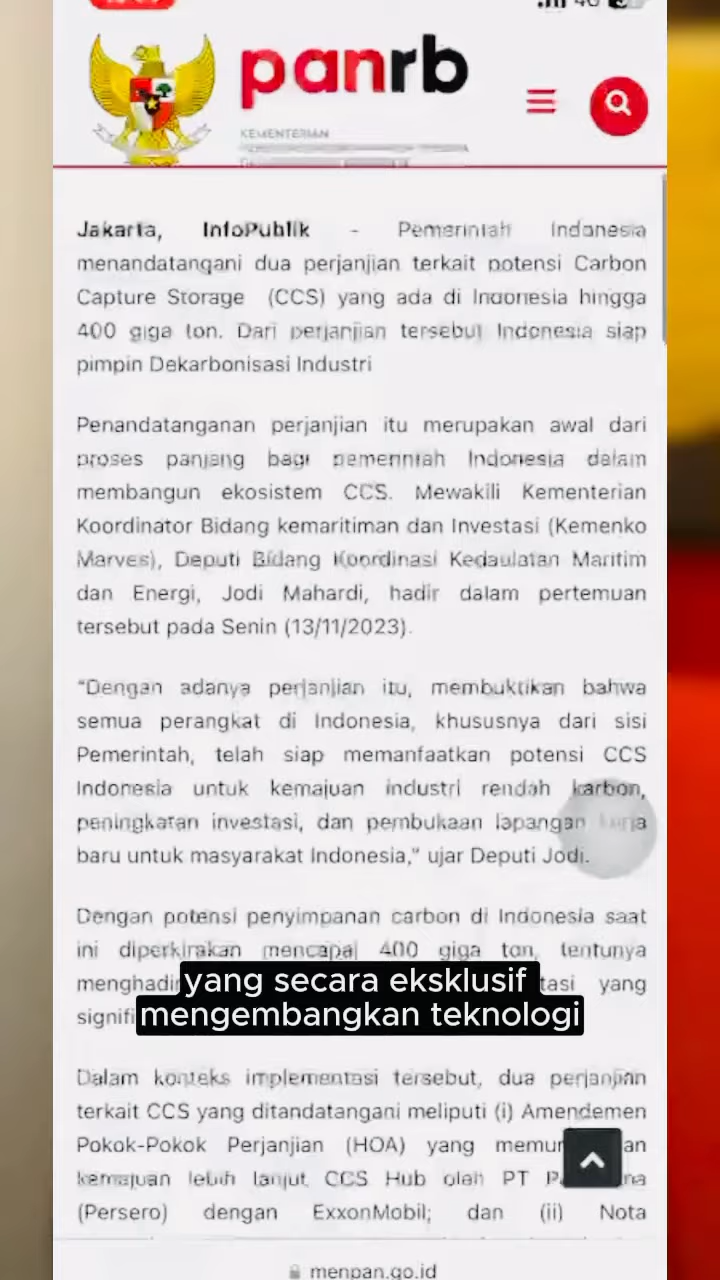 panrb
KEMENTERIAN
Jakarta, InfoPublik - Pemerintah Indonesia
menandatangani dua perjanjian terkait potensi Carbon
Capture Storage (CCS) yang ada di Indonesia hingga
400 giga ton. Dari perjanjian tersebut Indonesia siap
pimpin Dekarbonisasi Industri
Penandatanganan perjanjian itu merupakan awal dari
proses panjang bagi pemerintah Indonesia dalam
membangun ekosistem CCS. Mewakili Kementerian
Koordinator Bidang kemaritiman dan Investasi (Kemenko
Marves), Deputi Bidang Koordinasi Kedaulatan Maritim
dan Energi, Jodi Mahardi, hadir dalam pertemuan
tersebut pada Senin (13/11/2023).
“Dengan adanya perjanjian itu, membuktikan bahwa
semua perangkat di Indonesia, khususnya dari sisi
Pemerintah, telah siap memanfaatkan potensi CCS
Indonesia untuk kemajuan industri rendah karbon,
peningkatan investasi, dan pembukaan lapangan kerja
baru untuk masyarakat Indonesia,” ujar Deputi Jodi.
Dengan potensi penyimpanan carbon di Indonesia saat
ini diperkirakan mencapai 400 giga ton, tentunya
yang
yang secara eksklusif
mengembangkan teknologi
Dalam konteks implementasi tersebut, dua perjanjian
terkait CCS yang ditandatangani meliputi (i) Amendemen
Pokok-Pokok Perjanjian (HOA) yang
kemajuan lebih lanjut CCS Hub oleh PT
(Persero) dengan ExxonMobil; dan (ii) Nota
menpan.go.id